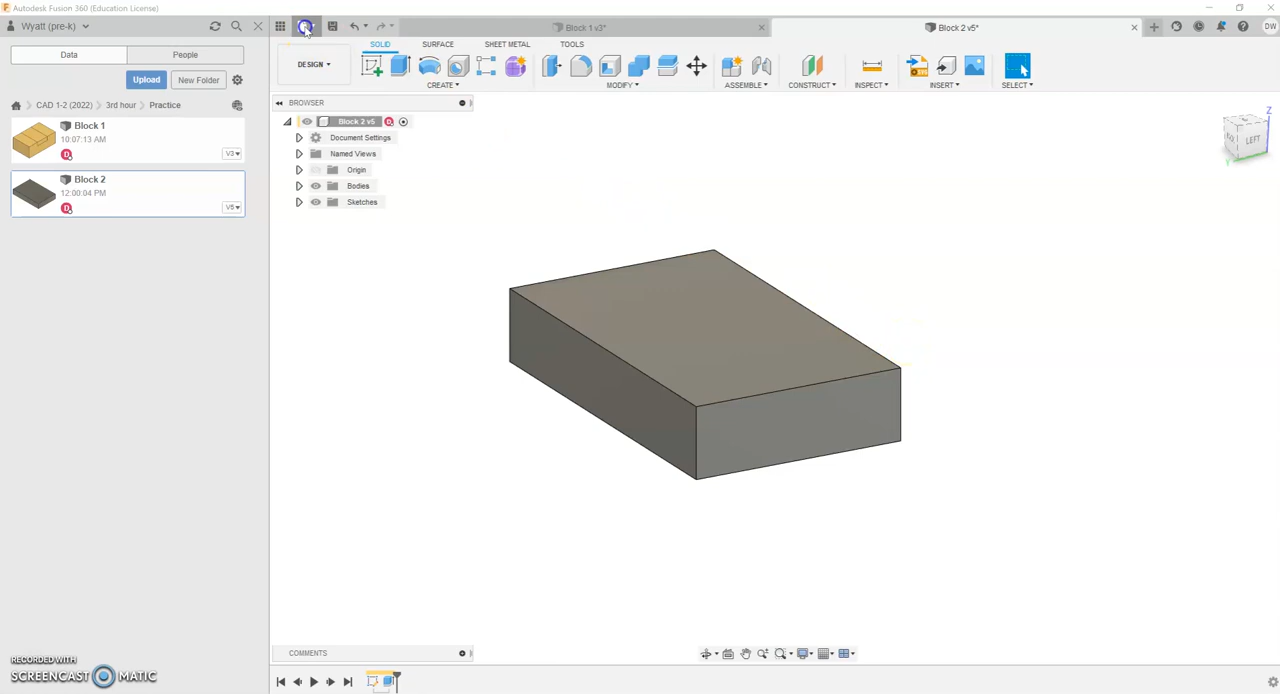 Autodesk Fusion 360 (Education License)
Wyatt (pre-k)
Block 1 v3*
Block 2 v5*
DW
Data
People
SOLID
SURFACE
SHEET METAL
TOOLS
DESIGN
Upload
New Folder
CREATE
MODIFY
ASSEMBLE
CONSTRUCT
INSPECT
INSERT
SELECT
CAD 1-2 (2022)
3rd hour
Practice
BROWSER
Block 2 v5
Document Settings
Named Views
Origin
Bodies
Sketches
Block 1
10:07:13 AM
V3
Block 2
12:00:04 PM
Z
LEFT
COMMENTS
RECORDED WITH
SCREENCAST MATIC